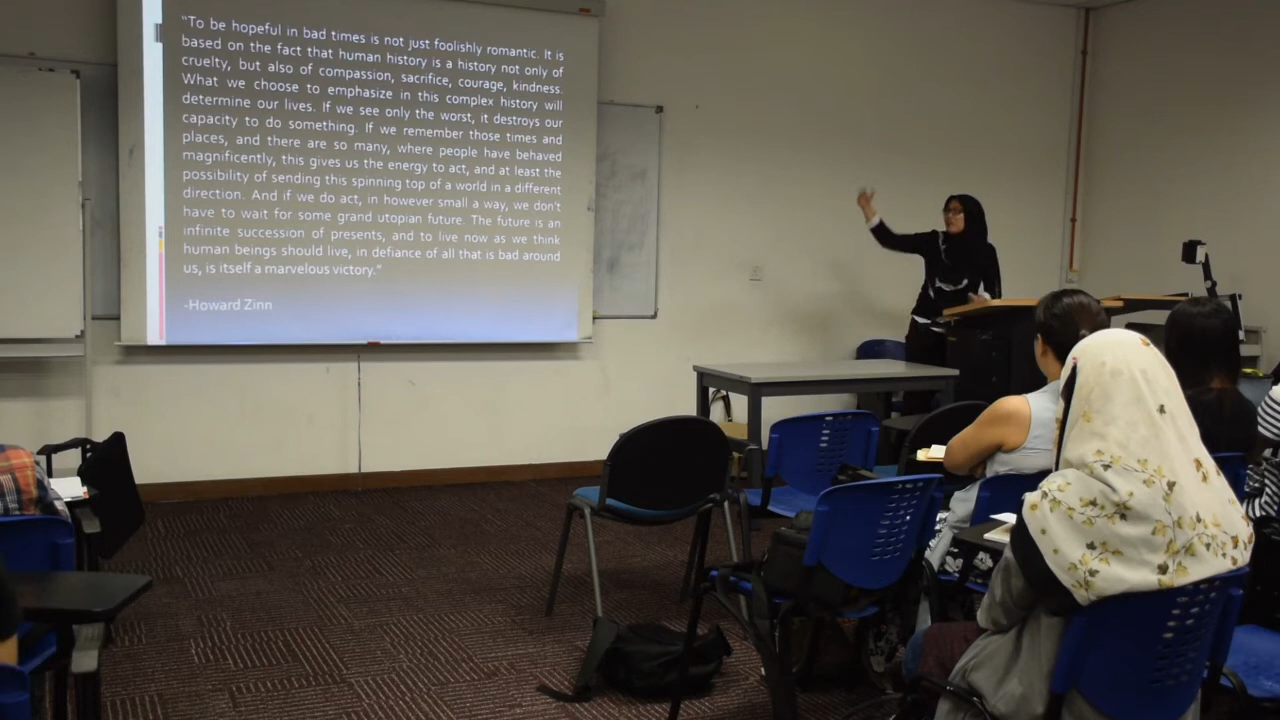 “To be hopeful in bad times is not just foolishly romantic. It is
based on the fact that human history is a history not only of
cruelty, but also of compassion, sacrifice, courage, kindness.
What we choose to emphasize in this complex history will
determine our lives. If we see only the worst, it destroys our
capacity to do something. If we remember those times and
places, and there are so many, where people have behaved
magnificently, this gives us the energy to act, and at least the
possibility of sending this spinning top of a world in a different
direction. And if we do act, in however small a way, we don’t
have to wait for some grand utopian future. The future is an
infinite succession of presents, and to live now as we think
human beings should live, in defiance of all that is bad around
us, is itself a marvelous victory.”
-Howard Zinn